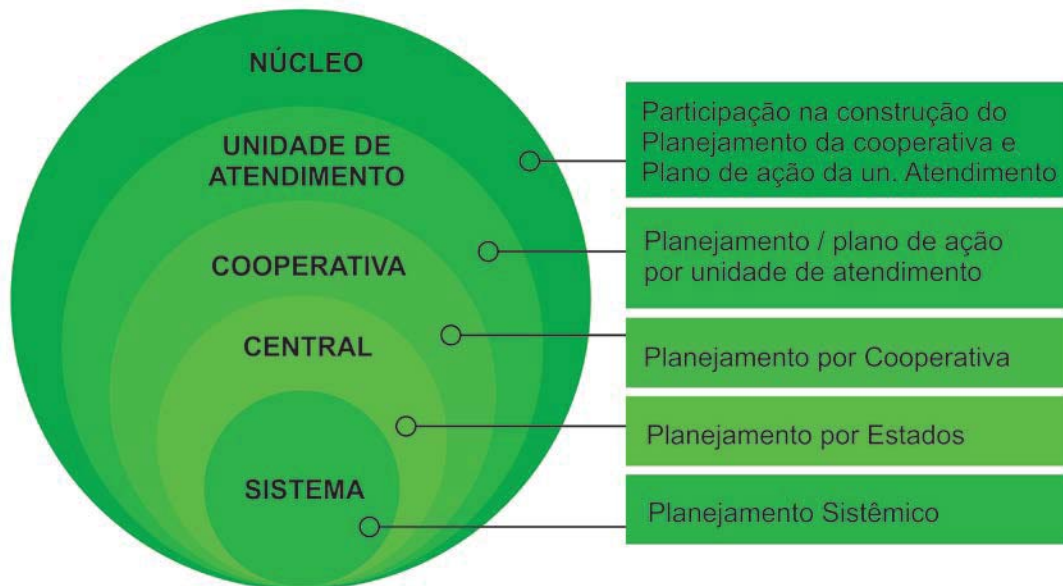 NÚCLEO
UNIDADE DE
ATENDIMENTO
COOPERATIVA
CENTRAL
SISTEMA
Participação na construção do
Planejamento da cooperativa e
Plano de ação da un. Atendimento
Planejamento / plano de ação
por unidade de atendimento
Planejamento por Cooperativa
Planejamento por Estados
Planejamento Sistêmico